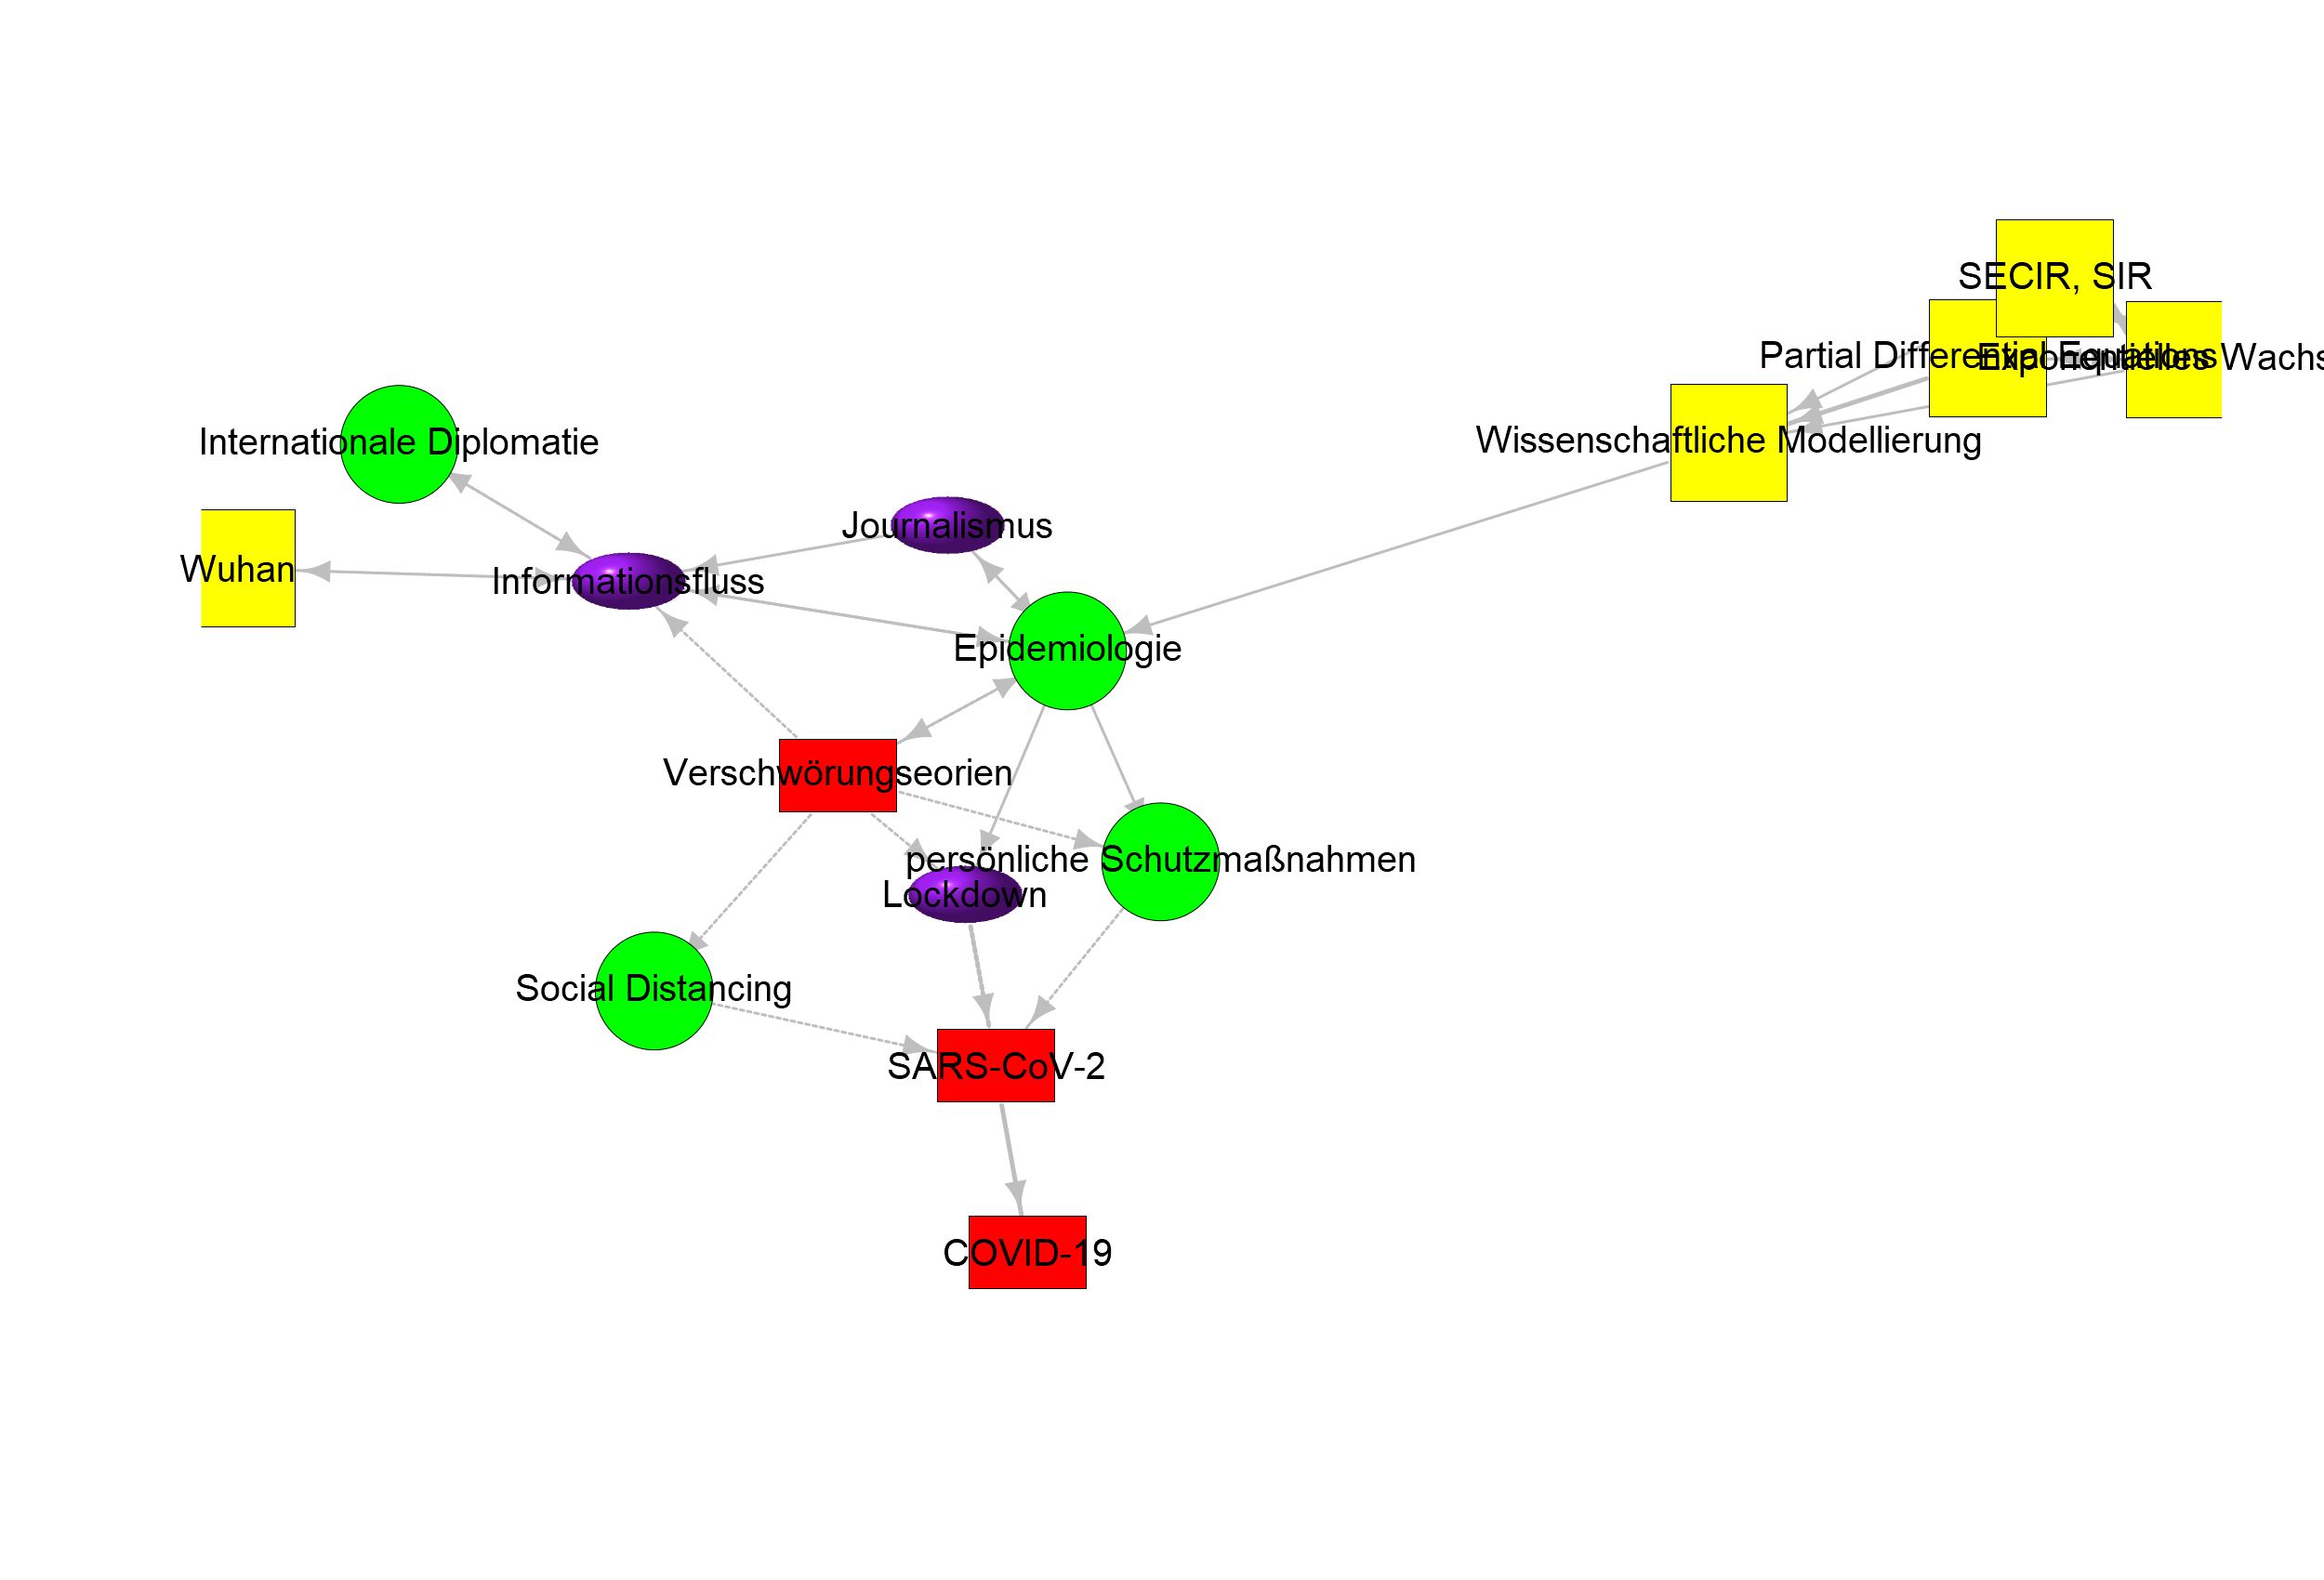 SECIR, SIR
Partial Differential Equations
Exponentielles Wachs
Internationale Diplomatie
Wissenschaftliche Modellierung
Journalismus
Wuhan
Informationsfluss
Epidemiologie
Verschwörungseorien
persönliche Schutzmaßnahmen
Lockdown
Social Distancing
SARS-CoV-2
COVID-19